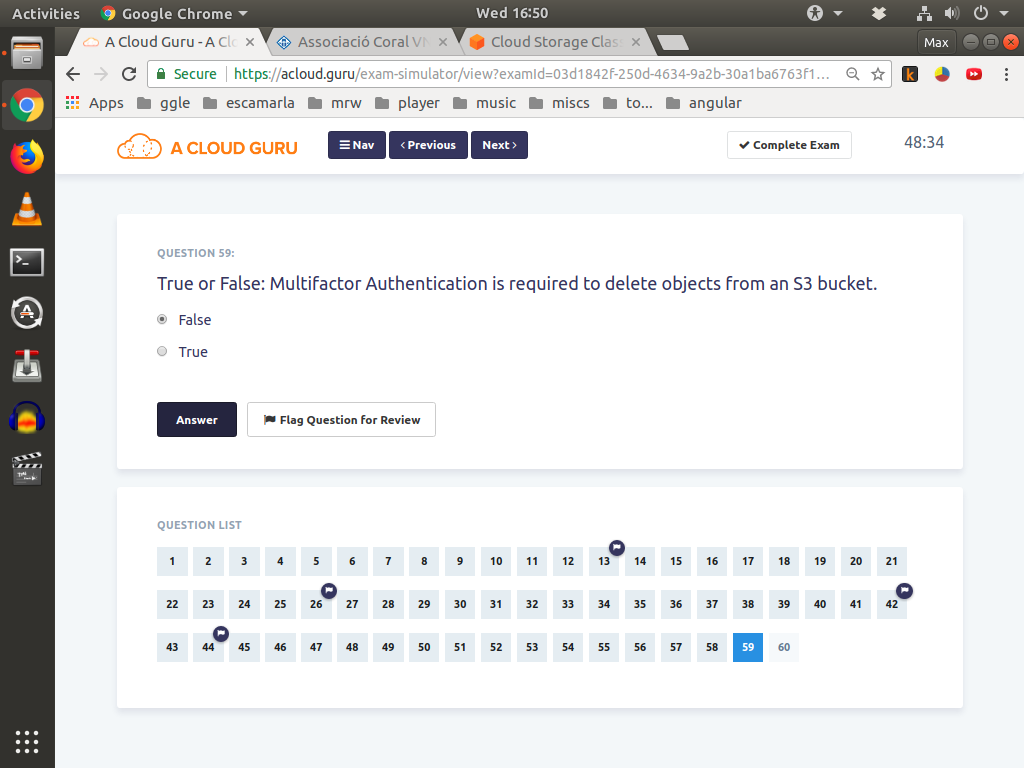 Activities Google Chrome Wed 16:50
A Cloud Guru - A Clo Associació Coral VN Cloud Storage Clas Max
Secure https://acloud.guru/exam-simulator/view?examId=03d1842f-250d-4634-9a2b-30a1ba6763f1...
Apps ggle escamarla mrw player music miscs to... angular
A CLOUD GURU Nav Previous Next Complete Exam 48:34
QUESTION 59:
True or False: Multifactor Authentication is required to delete objects from an S3 bucket.
False
True
Answer Flag Question for Review
QUESTION LIST
1 2 3 4 5 6 7 8 9 10 11 12 13 14 15 16 17 18 19 20 21
22 23 24 25 26 27 28 29 30 31 32 33 34 35 36 37 38 39 40 41 42
43 44 45 46 47 48 49 50 51 52 53 54 55 56 57 58 59 60